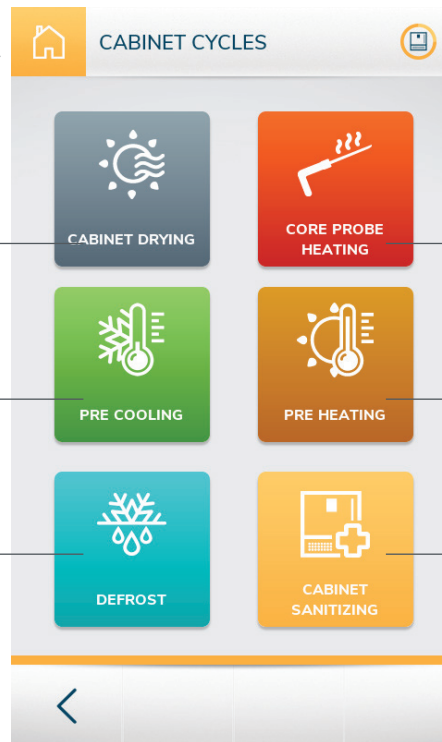 CABINET CYCLES
CABINET DRYING
CORE PROBE
HEATING
PRE COOLING
PRE HEATING
DEFROST
CABINET
SANITIZING